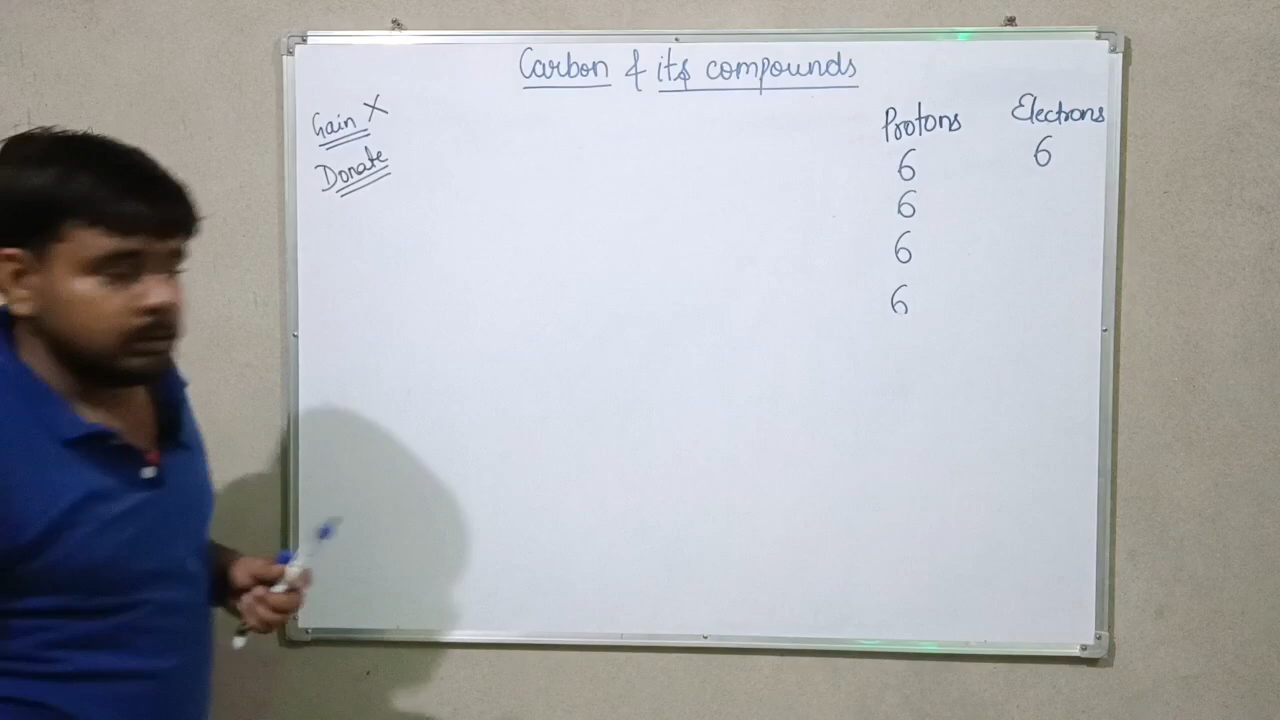 Carbon & its compounds
Gain X
Donate
Protons Electrons
6 6
6
6
6